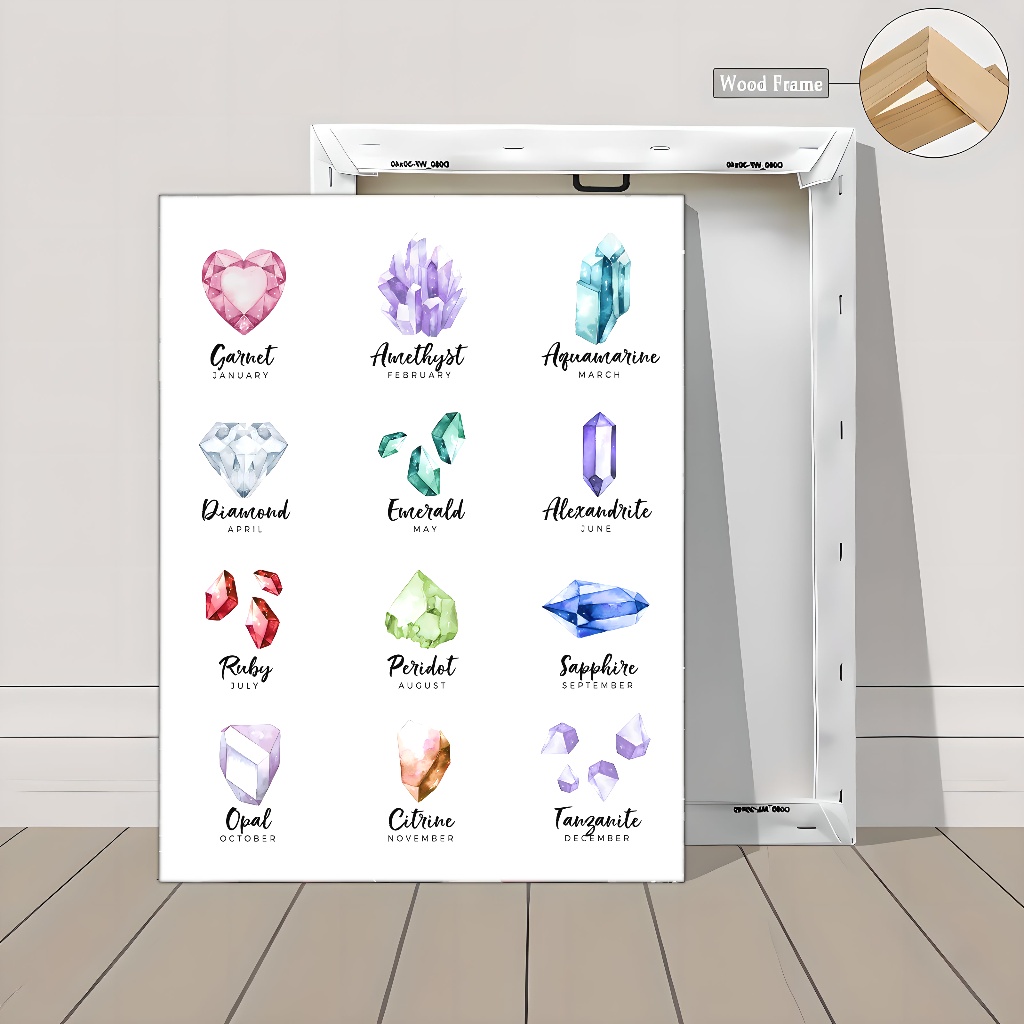 Wood Frame
Garnet
JANUARY
Amethyst
FEBRUARY
Aquamarine
MARCH
Diamond
APRIL
Emerald
MAY
Alexandrite
JUNE
Ruby
JULY
Peridot
AUGUST
Sapphire
SEPTEMBER
Opal
OCTOBER
Citrine
NOVEMBER
Tanzanite
DECEMBER